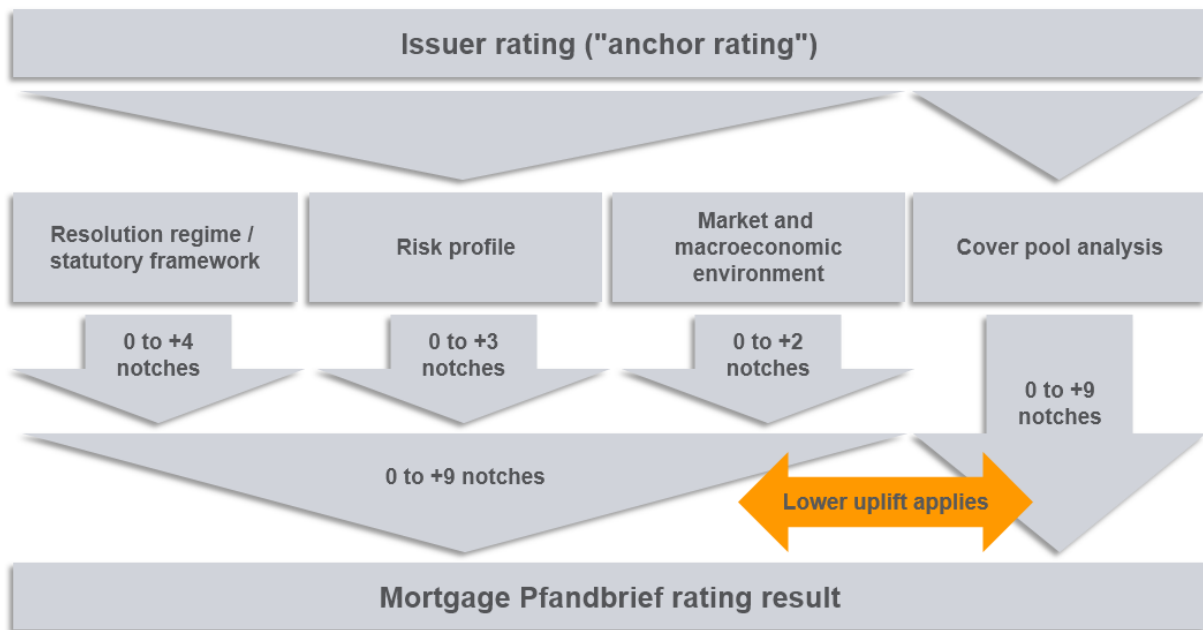 Issuer rating ("anchor rating")
Resolution regime /
statutory framework
Risk profile
Market and
macroeconomic
environment
Cover pool analysis
0 to +4
notches
0 to +3
notches
0 to +2
notches
0 to +9
notches
0 to +9 notches
Lower uplift applies
Mortgage Pfandbrief rating result